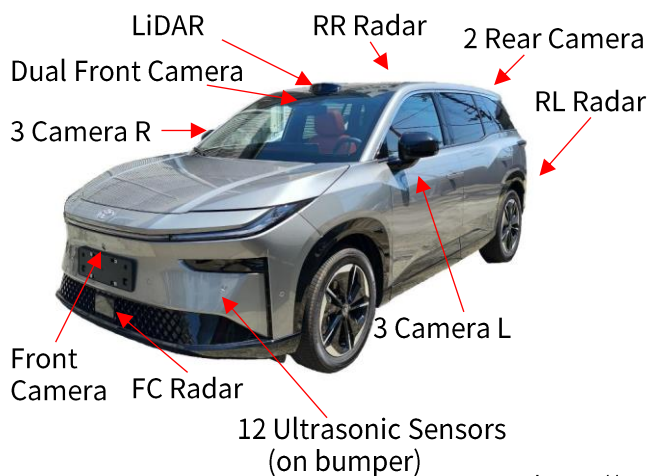 LiDAR
RR Radar
2 Rear Camera
Dual Front Camera
RL Radar
3 Camera R
3 Camera L
Front
Camera
FC Radar
12 Ultrasonic Sensors
(on bumper)